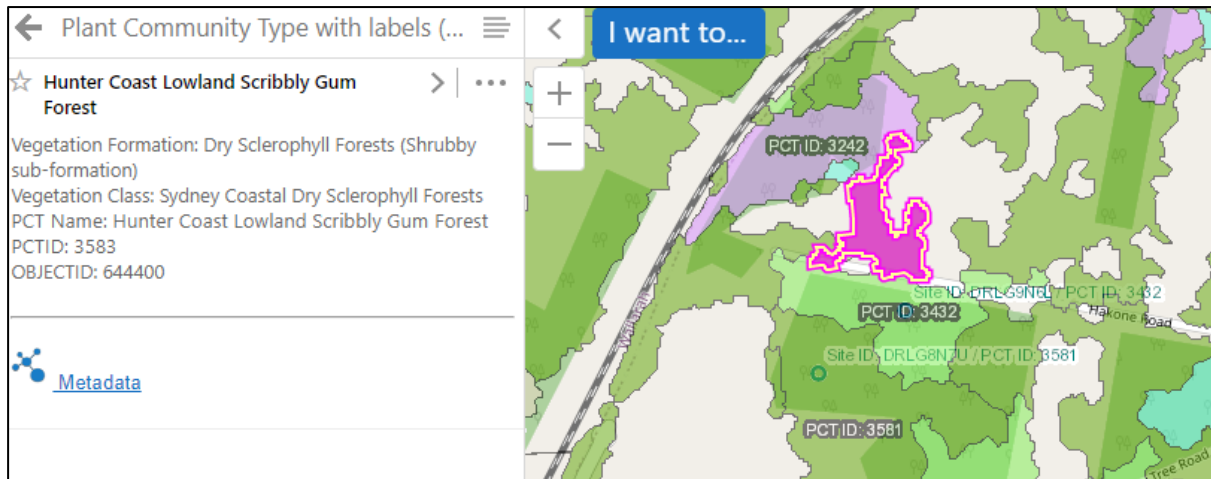 Plant Community Type with labels (...
I want to...
Hunter Coast Lowland Scribbly Gum
Forest
Vegetation Formation: Dry Sclerophyll Forests (Shrubby
sub-formation)
Vegetation Class: Sydney Coastal Dry Sclerophyll Forests
PCT Name: Hunter Coast Lowland Scribbly Gum Forest
PCTID: 3583
OBJECTID: 644400
Metadata
PCT ID: 3242
Site ID: DRLG9N6L / PCT ID: 3432
PCT ID: 3432
Hakone Road
Site ID: DRLG8N7U / PCT ID: 3581
PCT ID: 3581
Tree Road